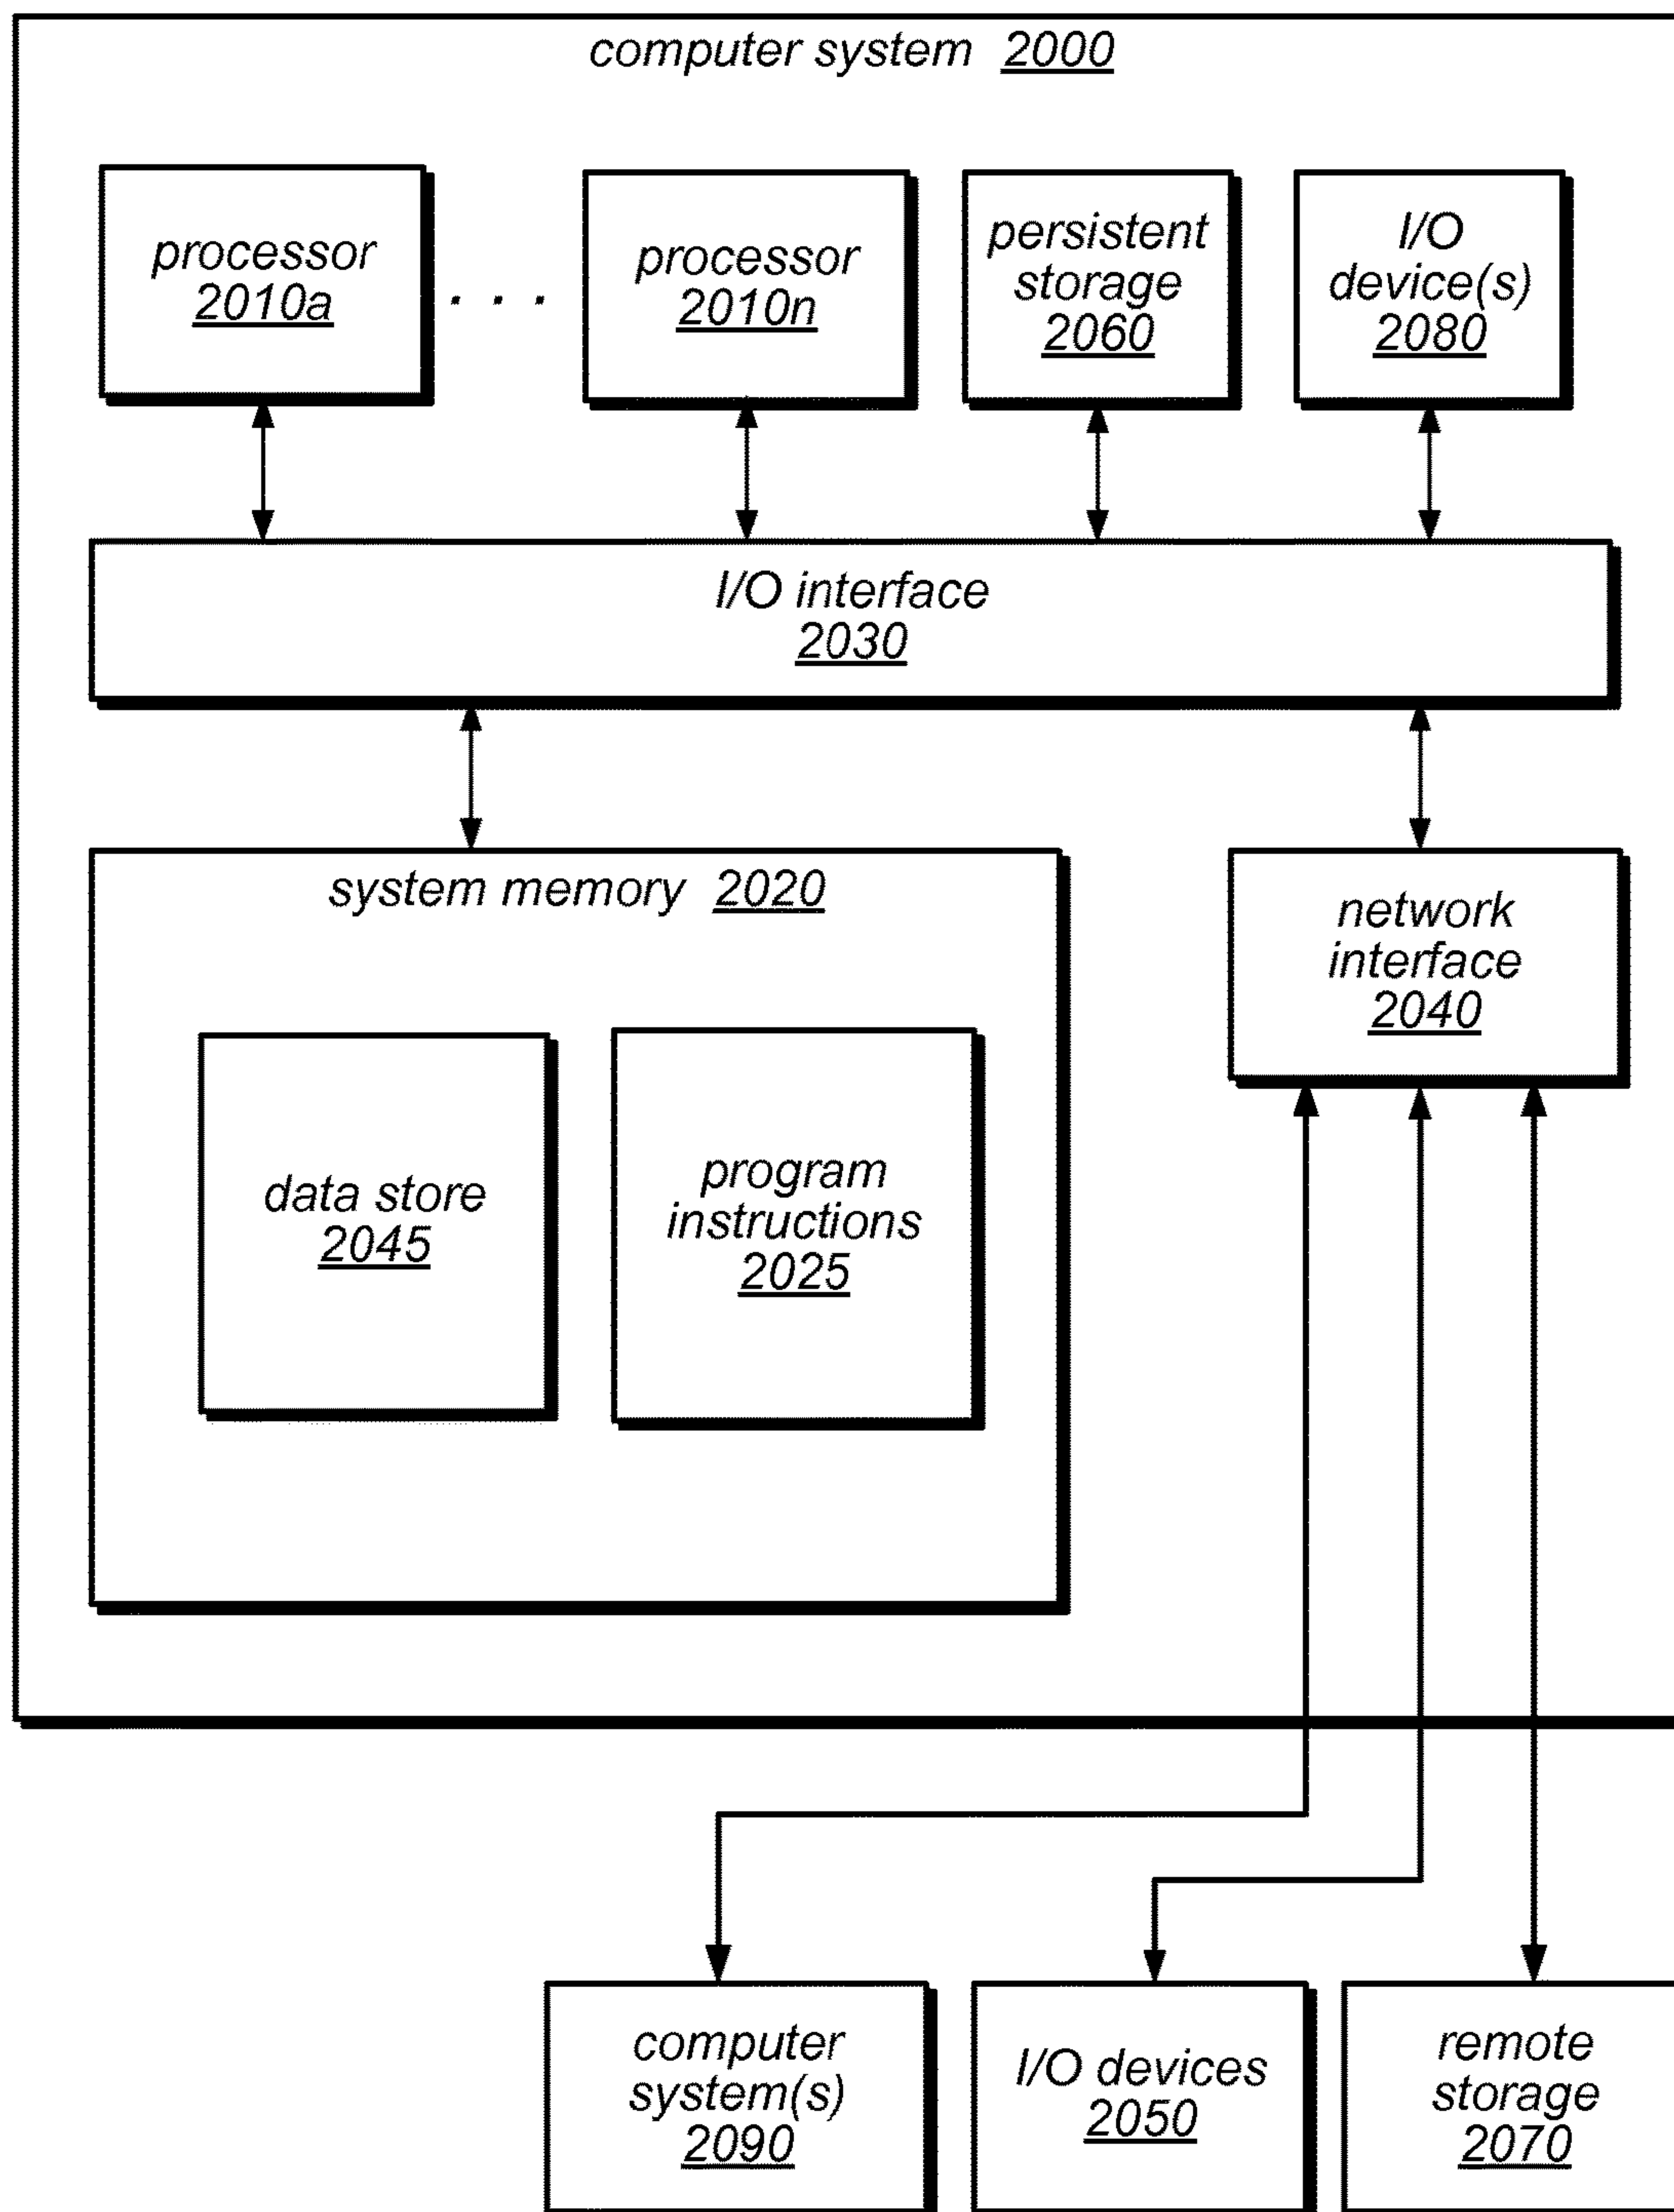 computer system 2000
processor
2010a
. . .
processor
2010n
persistent
storage
2060
I/O
device(s)
2080
I/O interface
2030
system memory 2020
network
interface
2040
data store
2045
program
instructions
2025
computer
system(s)
2090
I/O devices
2050
remote
storage
2070